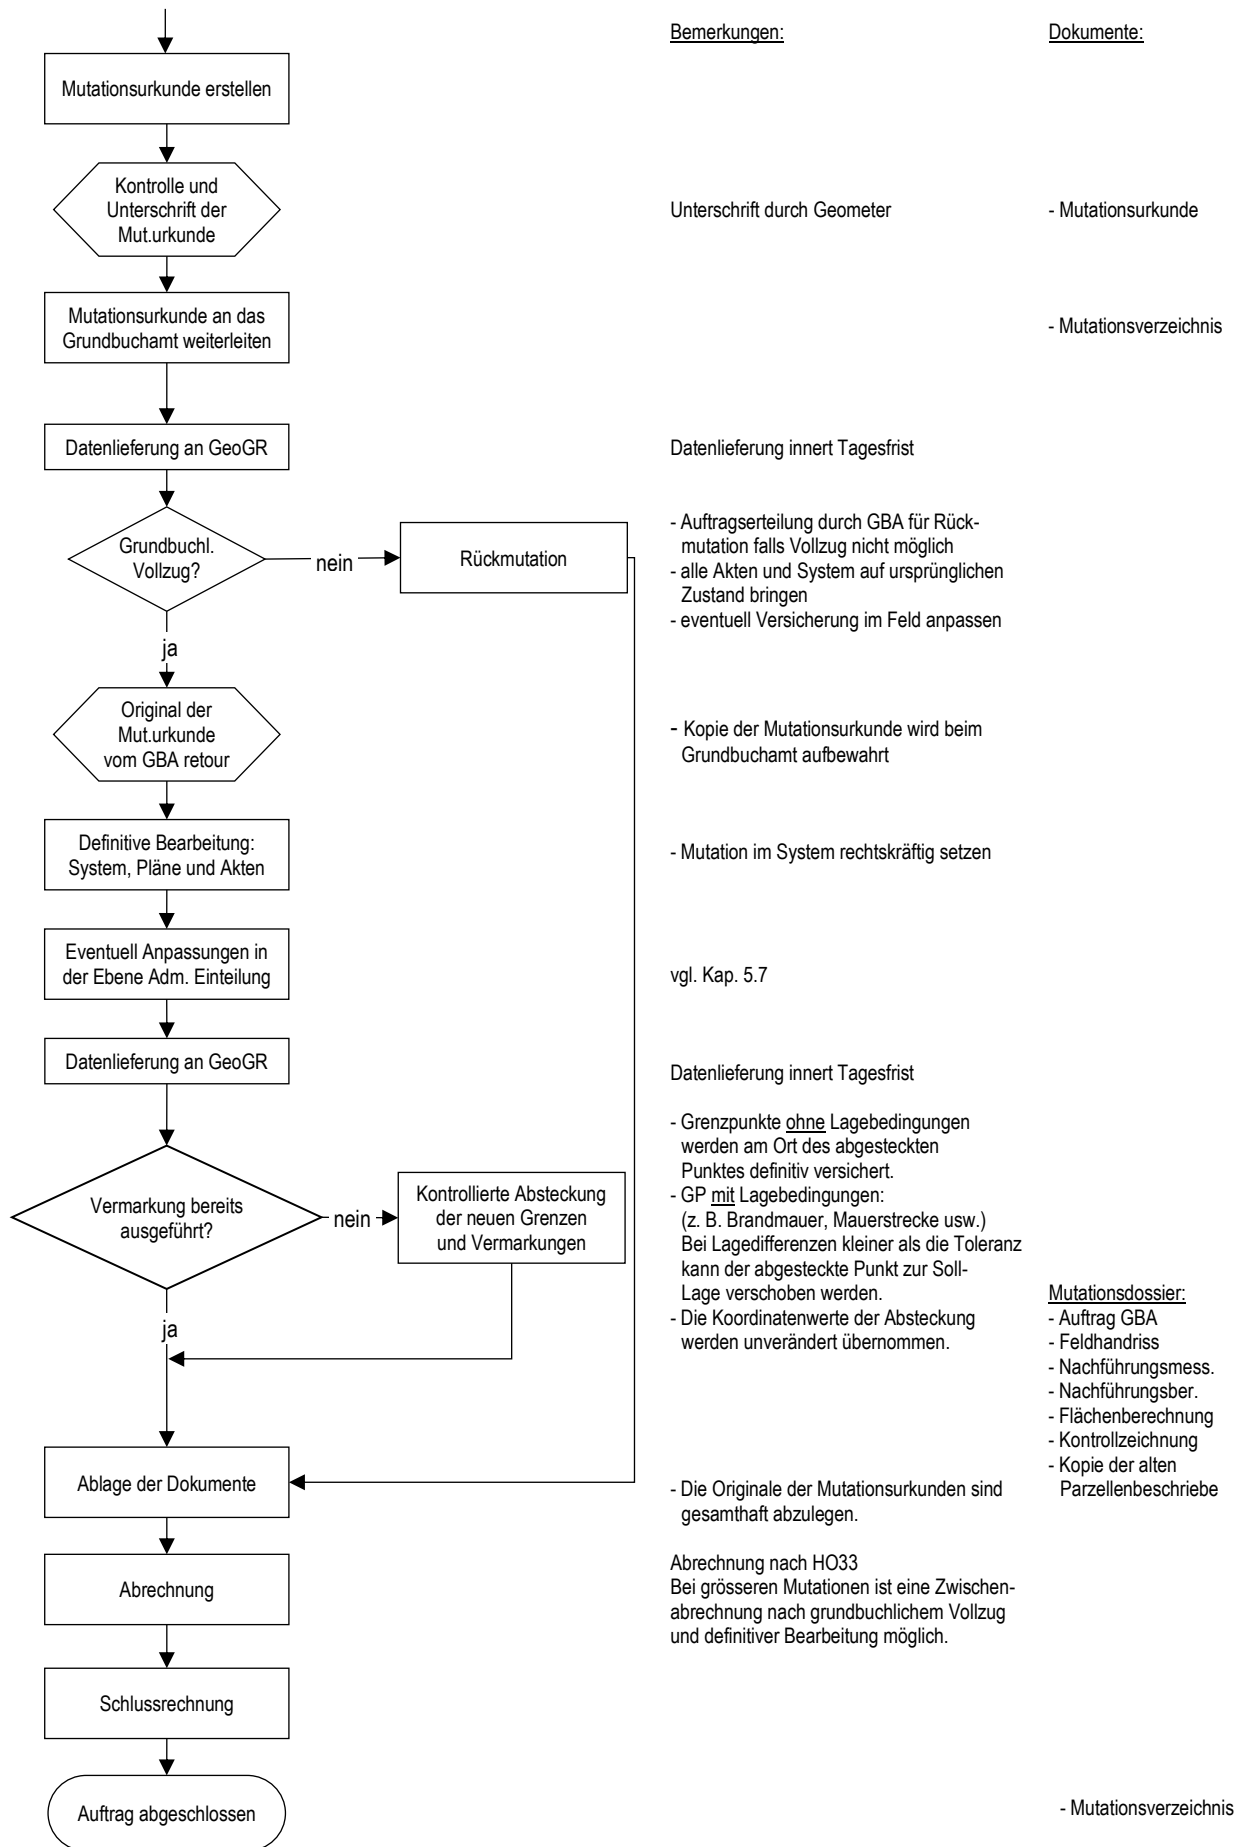 Bemerkungen:
Dokumente:
Mutationsurkunde erstellen
Kontrolle und
Unterschrift der
Mut.urkunde
Unterschrift durch Geometer
- Mutationsurkunde
Mutationsurkunde an das
Grundbuchamt weiterleiten
- Mutationsverzeichnis
Datenlieferung an GeoGR
Datenlieferung innert Tagesfrist
Grundbuchl.
Vollzug?
nein
Rückmutation
- Auftragserteilung durch GBA für Rück-
mutation falls Vollzug nicht möglich
- alle Akten und System auf ursprünglichen
Zustand bringen
- eventuell Versicherung im Feld anpassen
ja
Original der
Mut.urkunde
vom GBA retour
- Kopie der Mutationsurkunde wird beim
Grundbuchamt aufbewahrt
Definitive Bearbeitung:
System, Pläne und Akten
- Mutation im System rechtskräftig setzen
Eventuell Anpassungen in
der Ebene Adm. Einteilung
vgl. Kap. 5.7
Datenlieferung an GeoGR
Datenlieferung innert Tagesfrist
Vermarkung bereits
ausgeführt?
nein
Kontrollierte Absteckung
der neuen Grenzen
und Vermarkungen
- Grenzpunkte ohne Lagebedingungen
werden am Ort des abgesteckten
Punktes definitiv versichert.
- GP mit Lagebedingungen:
(z. B. Brandmauer, Mauerstrecke usw.)
Bei Lagedifferenzen kleiner als die Toleranz
kann der abgesteckte Punkt zur Soll-
Lage verschoben werden.
- Die Koordinatenwerte der Absteckung
werden unverändert übernommen.
ja
Mutationsdossier:
- Auftrag GBA
- Feldhandriss
- Nachführungsmess.
- Nachführungsber.
- Flächenberechnung
- Kontrollzeichnung
- Kopie der alten
Parzellenbeschriebe
Ablage der Dokumente
- Die Originale der Mutationsurkunden sind
gesamthaft abzulegen.
Abrechnung
Abrechnung nach HO33
Bei grösseren Mutationen ist eine Zwischen-
abrechnung nach grundbuchlichem Vollzug
und definitiver Bearbeitung möglich.
Schlussrechnung
Auftrag abgeschlossen
- Mutationsverzeichnis